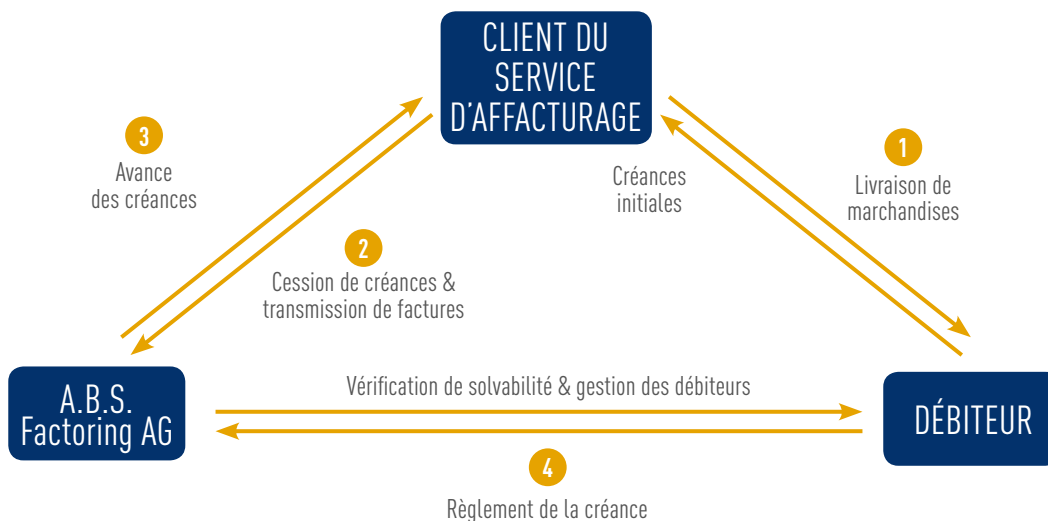 CLIENT DU
SERVICE
D'AFFACTURAGE
3
Avance
des créances
Créances
initiales
1
Livraison de
marchandises
2
Cession de créances &
transmission de factures
A.B.S.
Factoring AG
Vérification de solvabilité & gestion des débiteurs
DÉBITEUR
4
Règlement de la créance